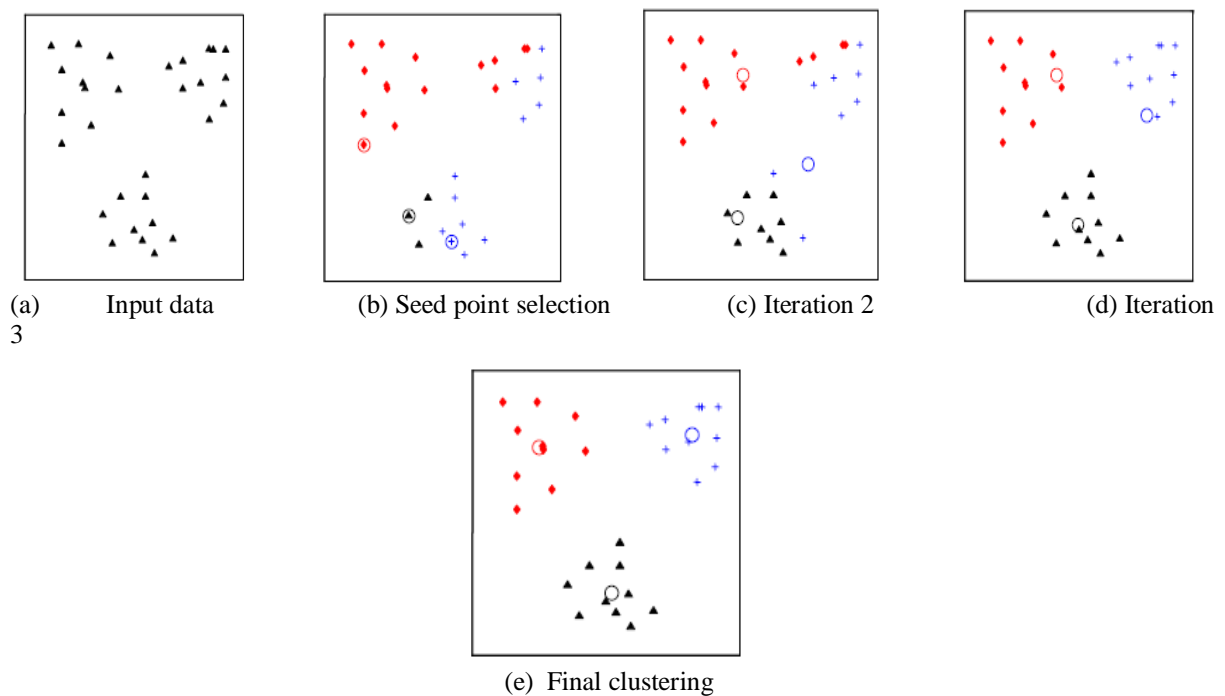 (a) Input data (b) Seed point selection (c) Iteration 2 (d) Iteration
3
(e) Final clustering